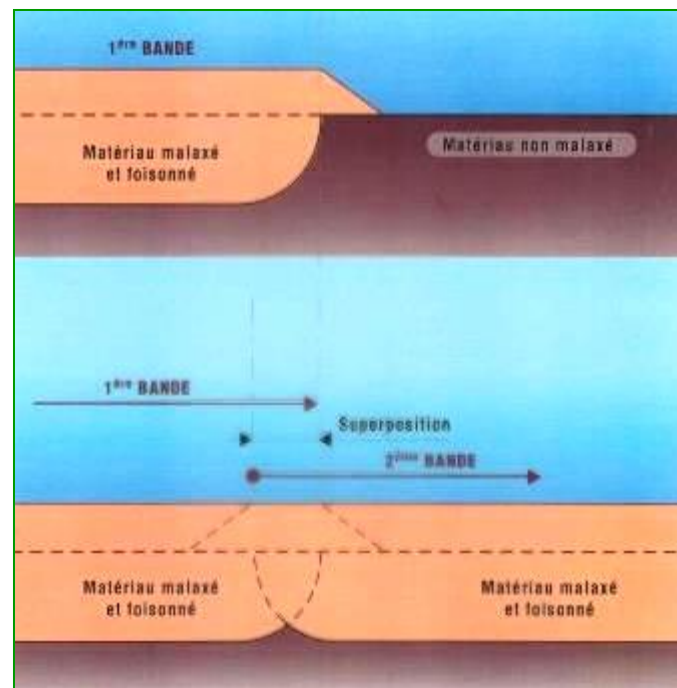 1ère BANDE
Matériau malaxé
et foisonné
Matériau non malaxé
1ère BANDE
Superposition
2ème BANDE
Matériau malaxé
et foisonné
Matériau malaxé
et foisonné